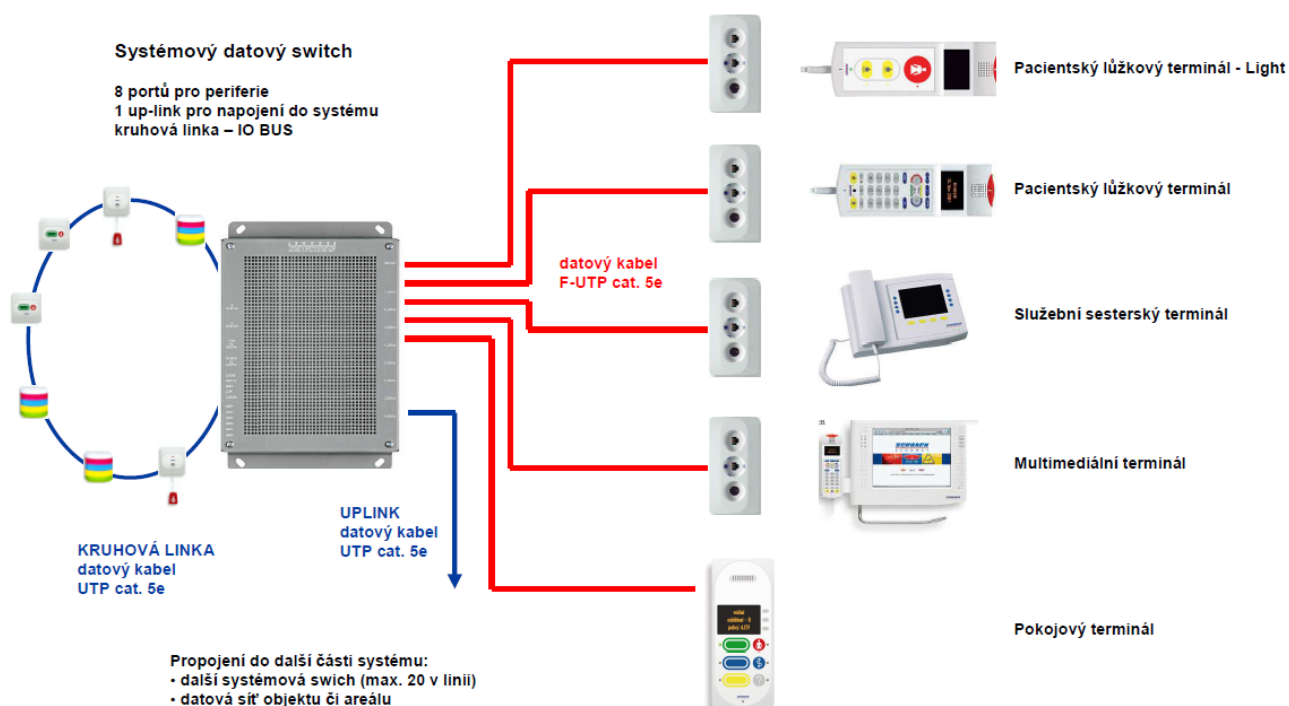 Systémový datový switch
8 portů pro periferie
1 up-link pro napojení do systému
kruhová linka – IO BUS
Pacientský lůžkový terminál - Light
Pacientský lůžkový terminál
datový kabel
F-UTP cat. 5e
Služební sesterský terminál
Multimediální terminál
UPLINK
datový kabel
UTP cat. 5e
KRUHOVÁ LINKA
datový kabel
UTP cat. 5e
Pokojový terminál
Propojení do další části systému:
• další systémová swich (max. 20 v linii)
• datová síť objektu či areálu